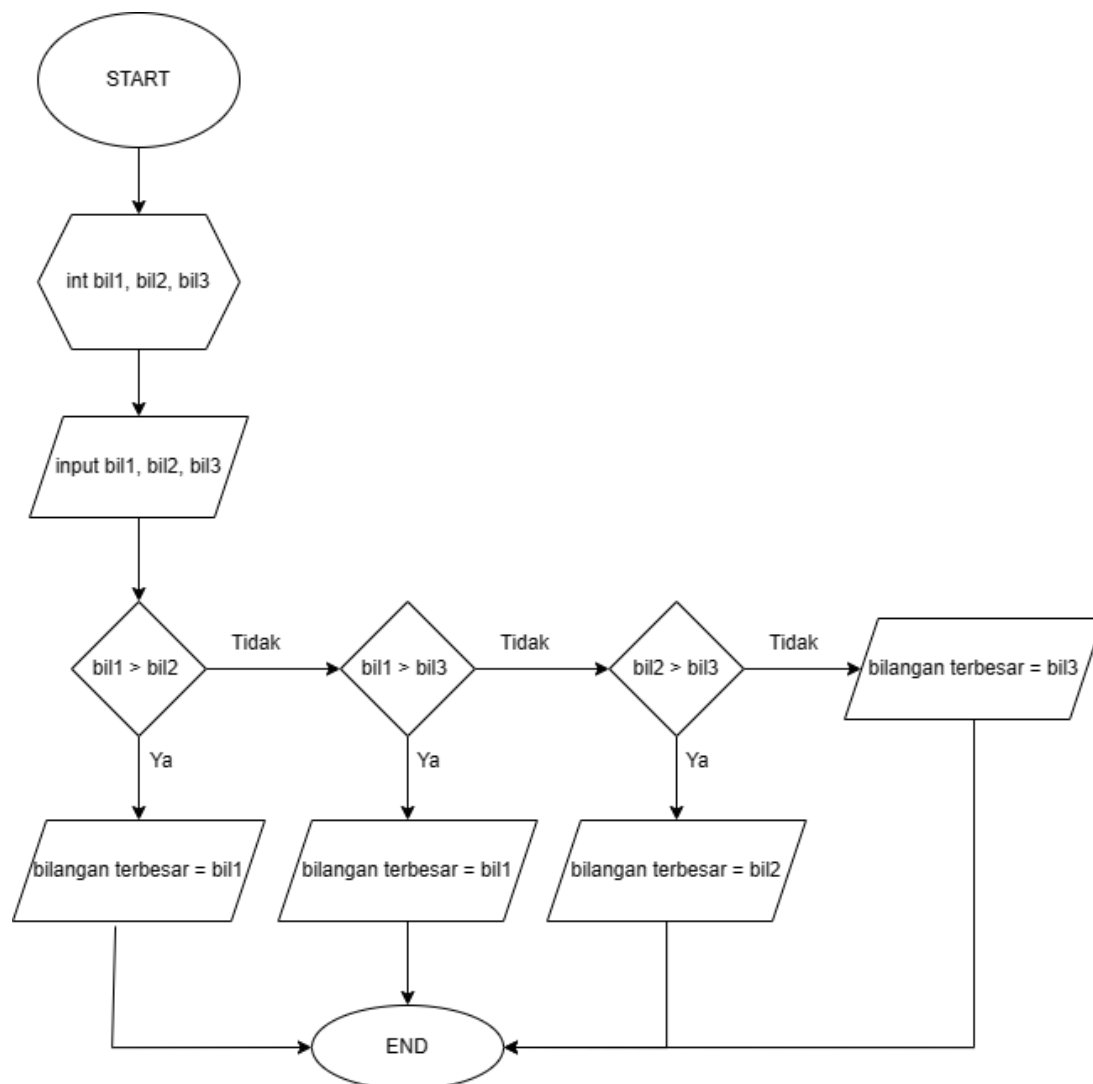 START
int bil1, bil2, bil3
input bil1, bil2, bil3
bil1 > bil2
Tidak
bil1 > bil3
Tidak
bil2 > bil3
Tidak
bilangan terbesar = bil3
Ya
Ya
Ya
bilangan terbesar = bil1
bilangan terbesar = bil1
bilangan terbesar = bil2
END